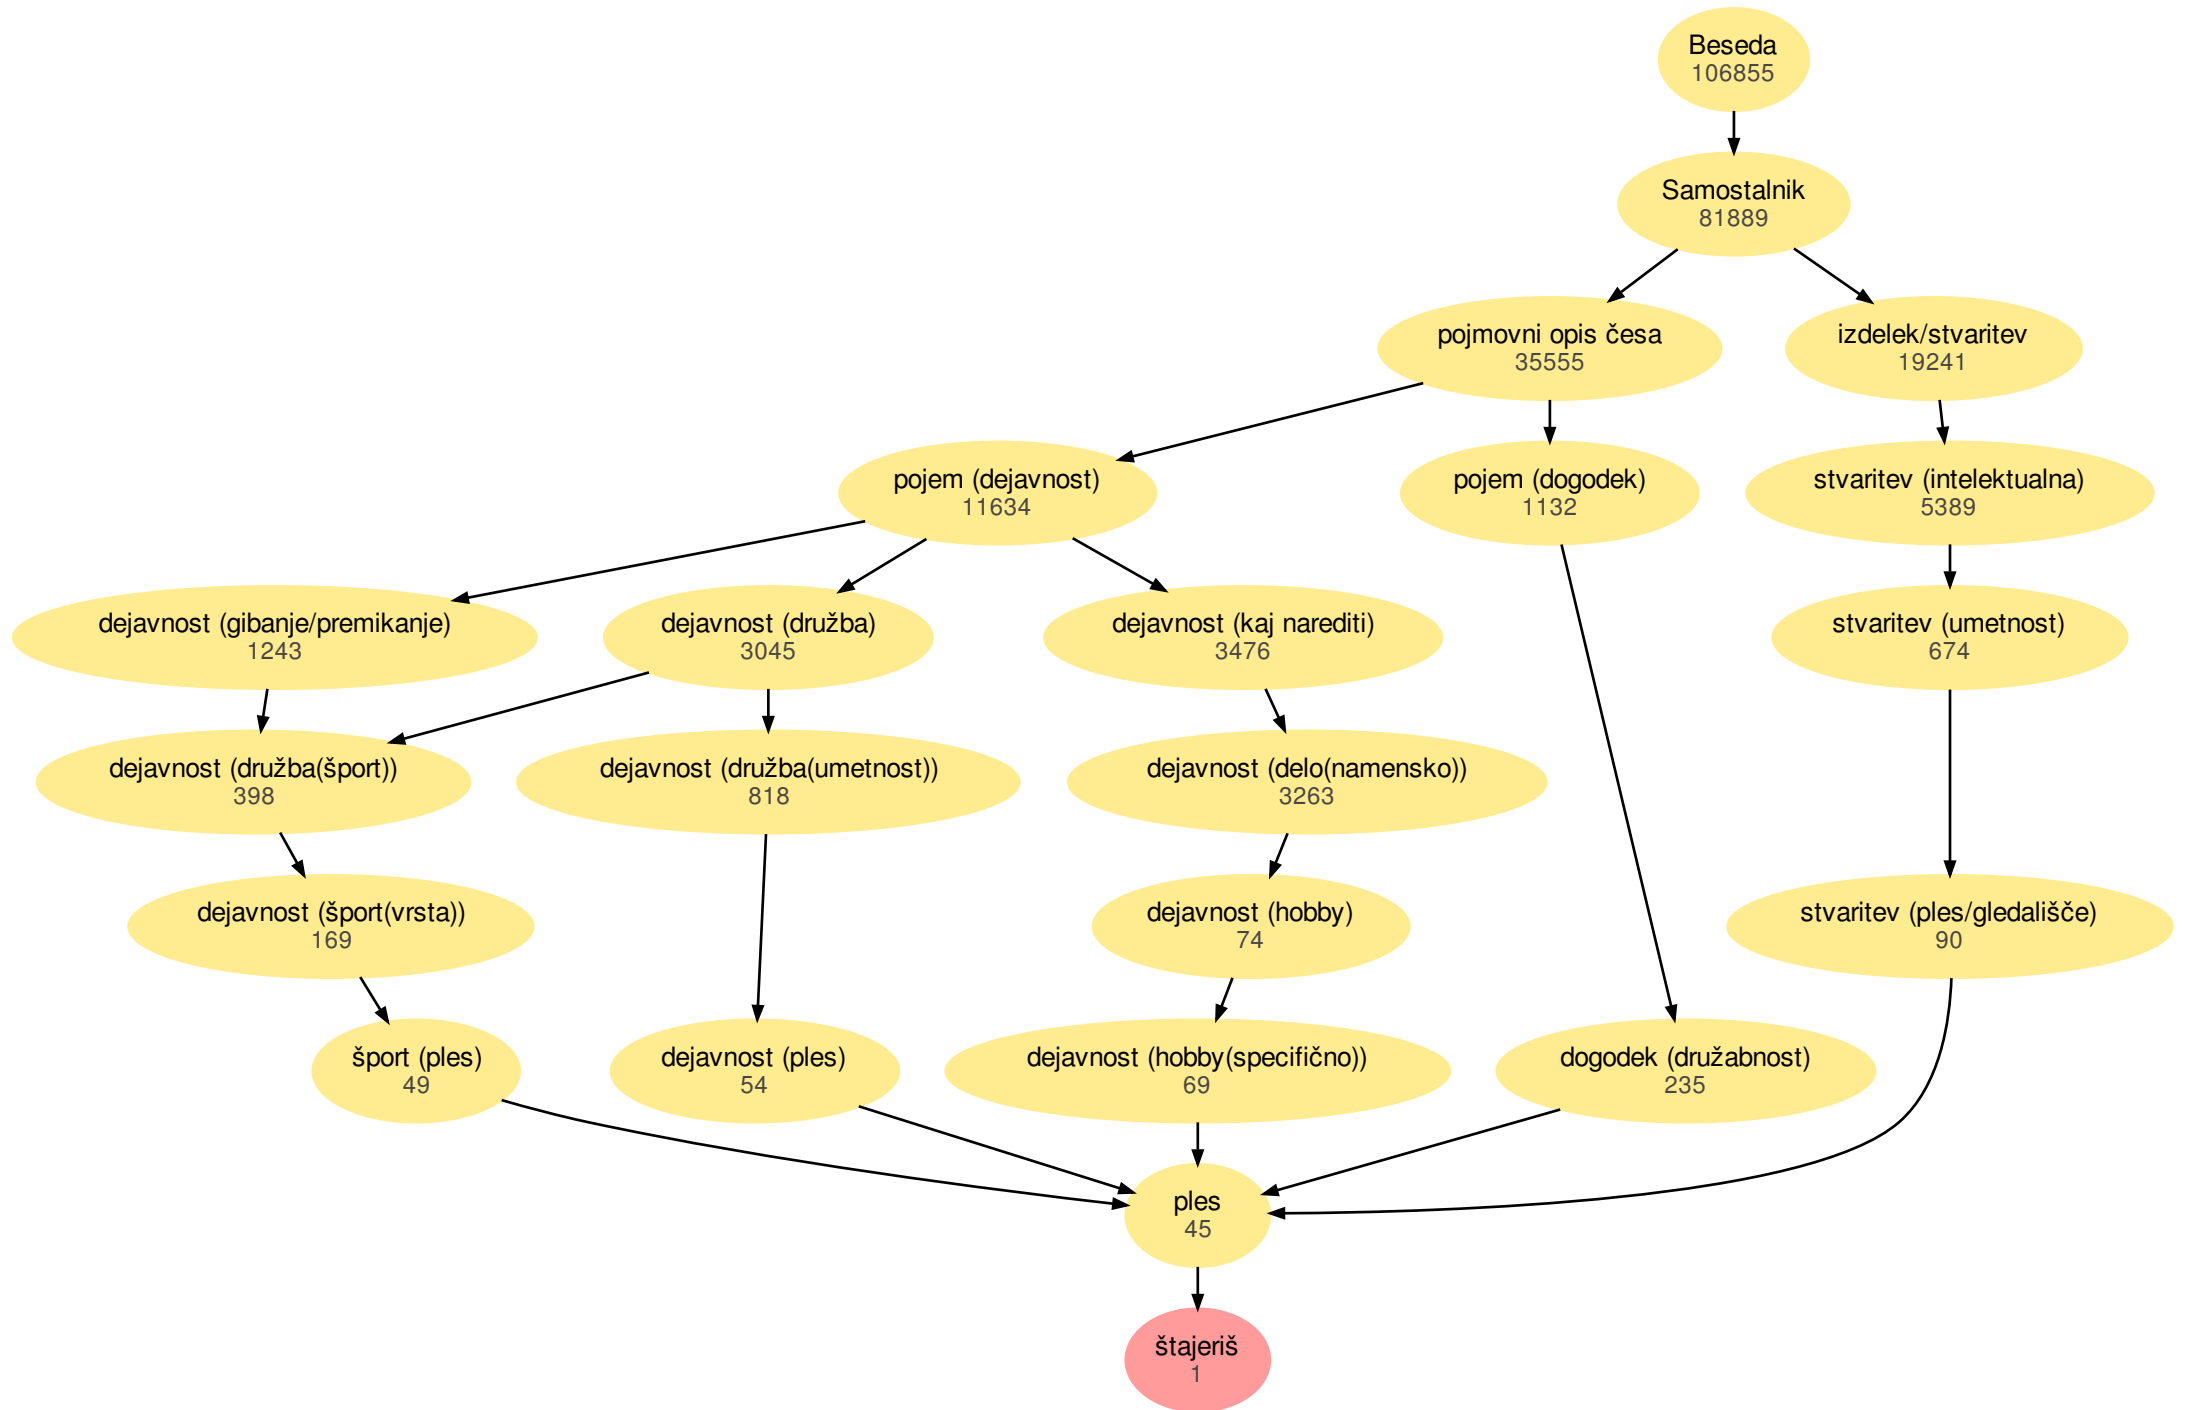 Beseda
106855
Samostalnik
81889
pojmovni opis česa
35555
izdelek/stvaritev
19241
pojem (dejavnost)
11634
pojem (dogodek)
1132
stvaritev (intelektualna)
5389
dejavnost (gibanje/premikanje)
1243
dejavnost (družba)
3045
dejavnost (kaj narediti)
3476
stvaritev (umetnost)
674
dejavnost (družba(šport))
398
dejavnost (družba(umetnost))
818
dejavnost (delo(namensko))
3263
dejavnost (šport(vrsta))
169
dejavnost (hobby)
74
stvaritev (ples/gledališče)
90
šport (ples)
49
dejavnost (ples)
54
dejavnost (hobby(specifično))
69
dogodek (družabnost)
235
ples
45
štajeriš
1